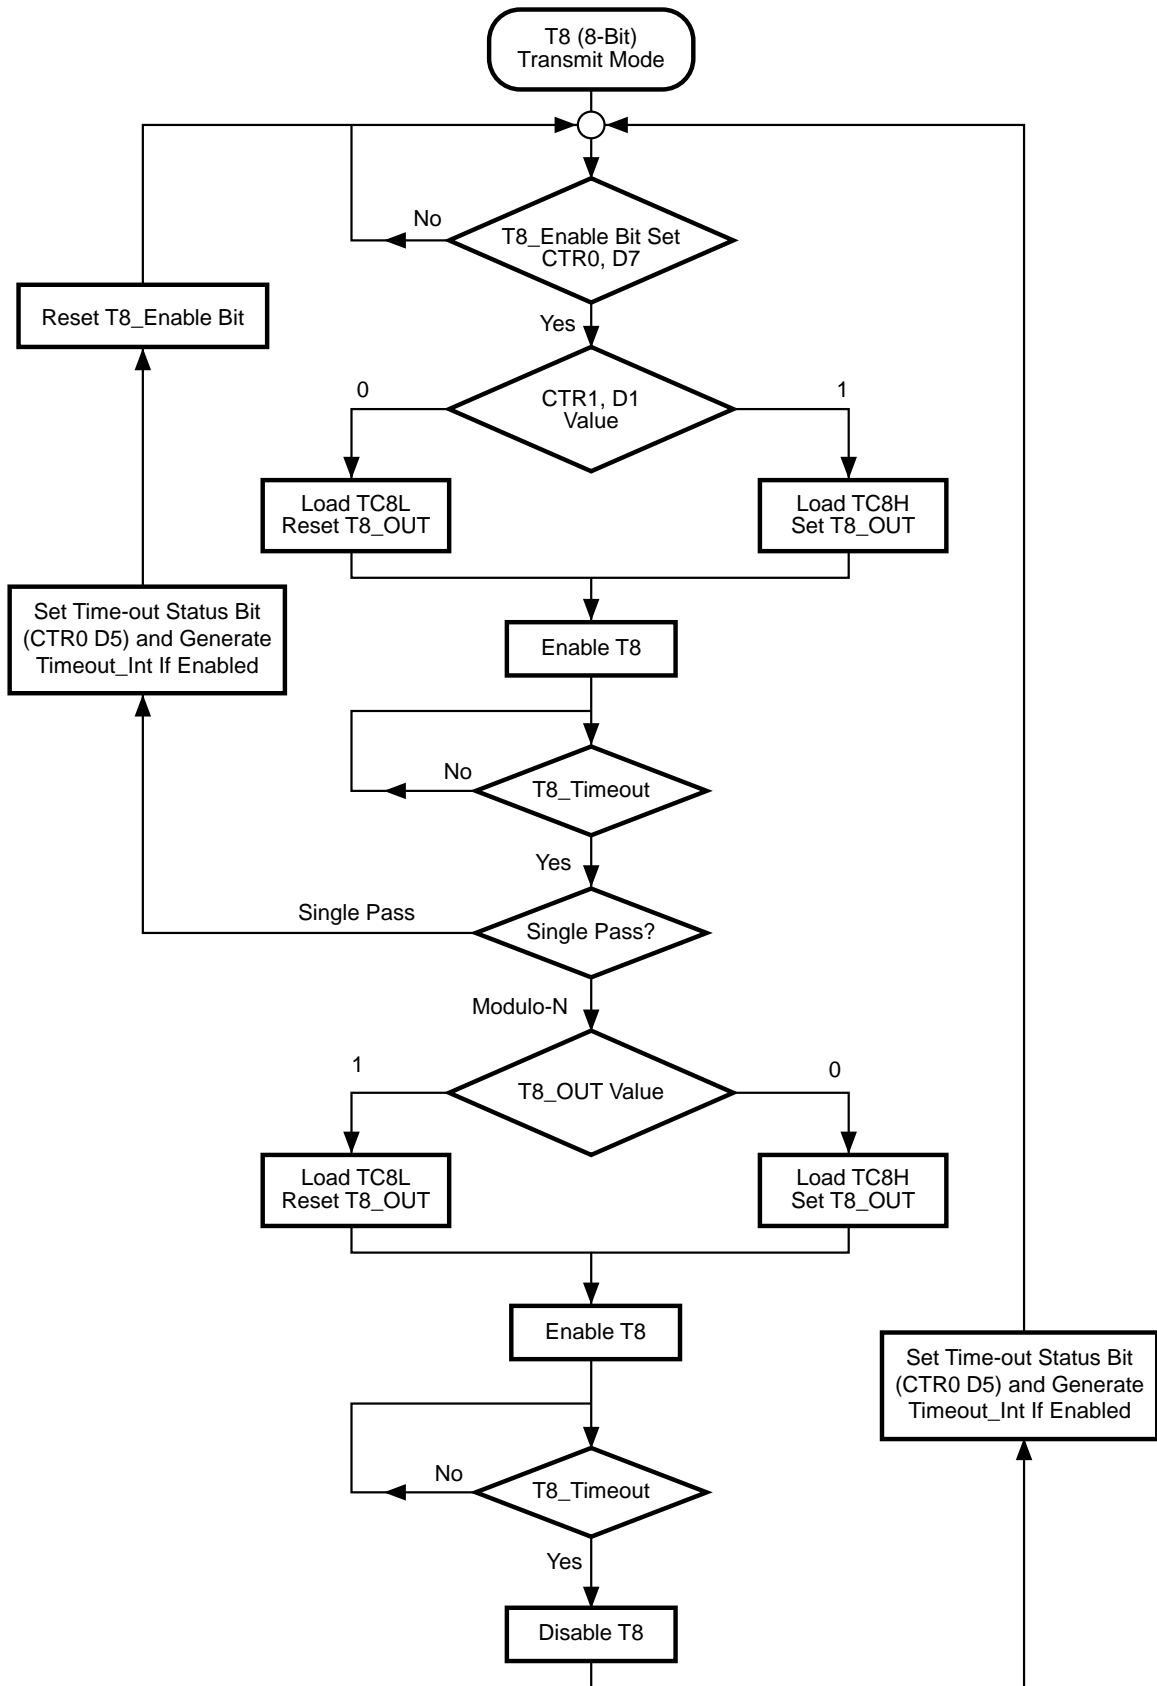 T8 (8-Bit)
Transmit Mode
No
T8_Enable Bit Set
CTR0, D7
Reset T8_Enable Bit
Yes
0
CTR1, D1
Value
1
Load TC8L
Reset T8_OUT
Load TC8H
Set T8_OUT
Set Time-out Status Bit
(CTR0 D5) and Generate
Timeout_Int If Enabled
Enable T8
No
T8_Timeout
Yes
Single Pass
Single Pass?
Modulo-N
1
T8_OUT Value
0
Load TC8L
Reset T8_OUT
Load TC8H
Set T8_OUT
Enable T8
Set Time-out Status Bit
(CTR0 D5) and Generate
Timeout_Int If Enabled
No
T8_Timeout
Yes
Disable T8